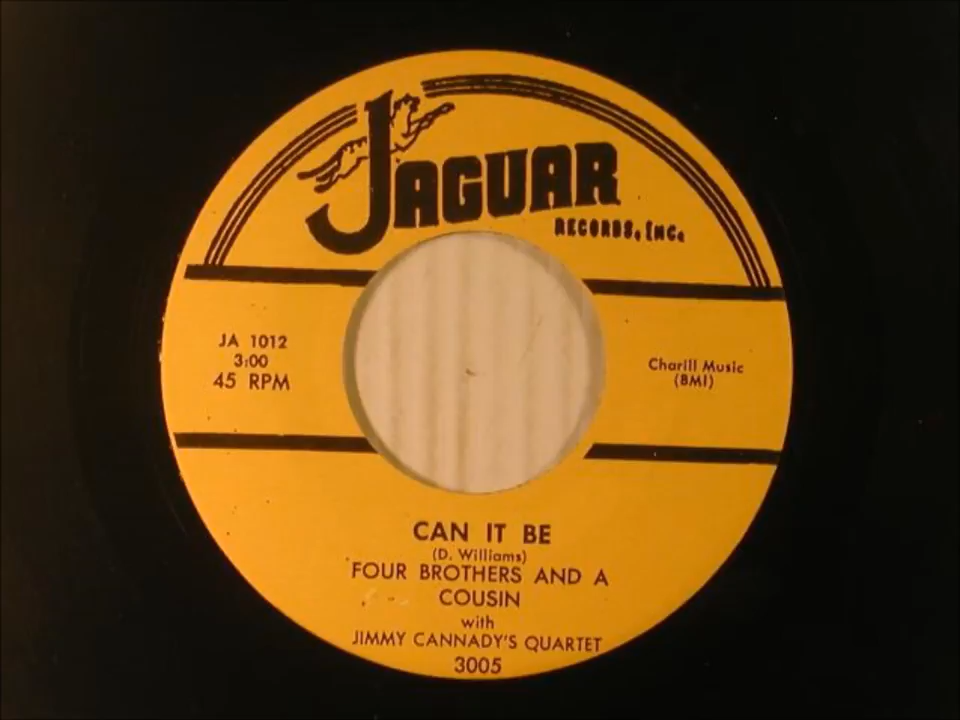 JAGUAR
RECORDS, INC.
JA 1012
3:00
45 RPM
Charill Music
(BMI)
CAN IT BE
(D. Williams)
FOUR BROTHERS AND A
COUSIN
with
JIMMY CANNADY'S QUARTET
3005